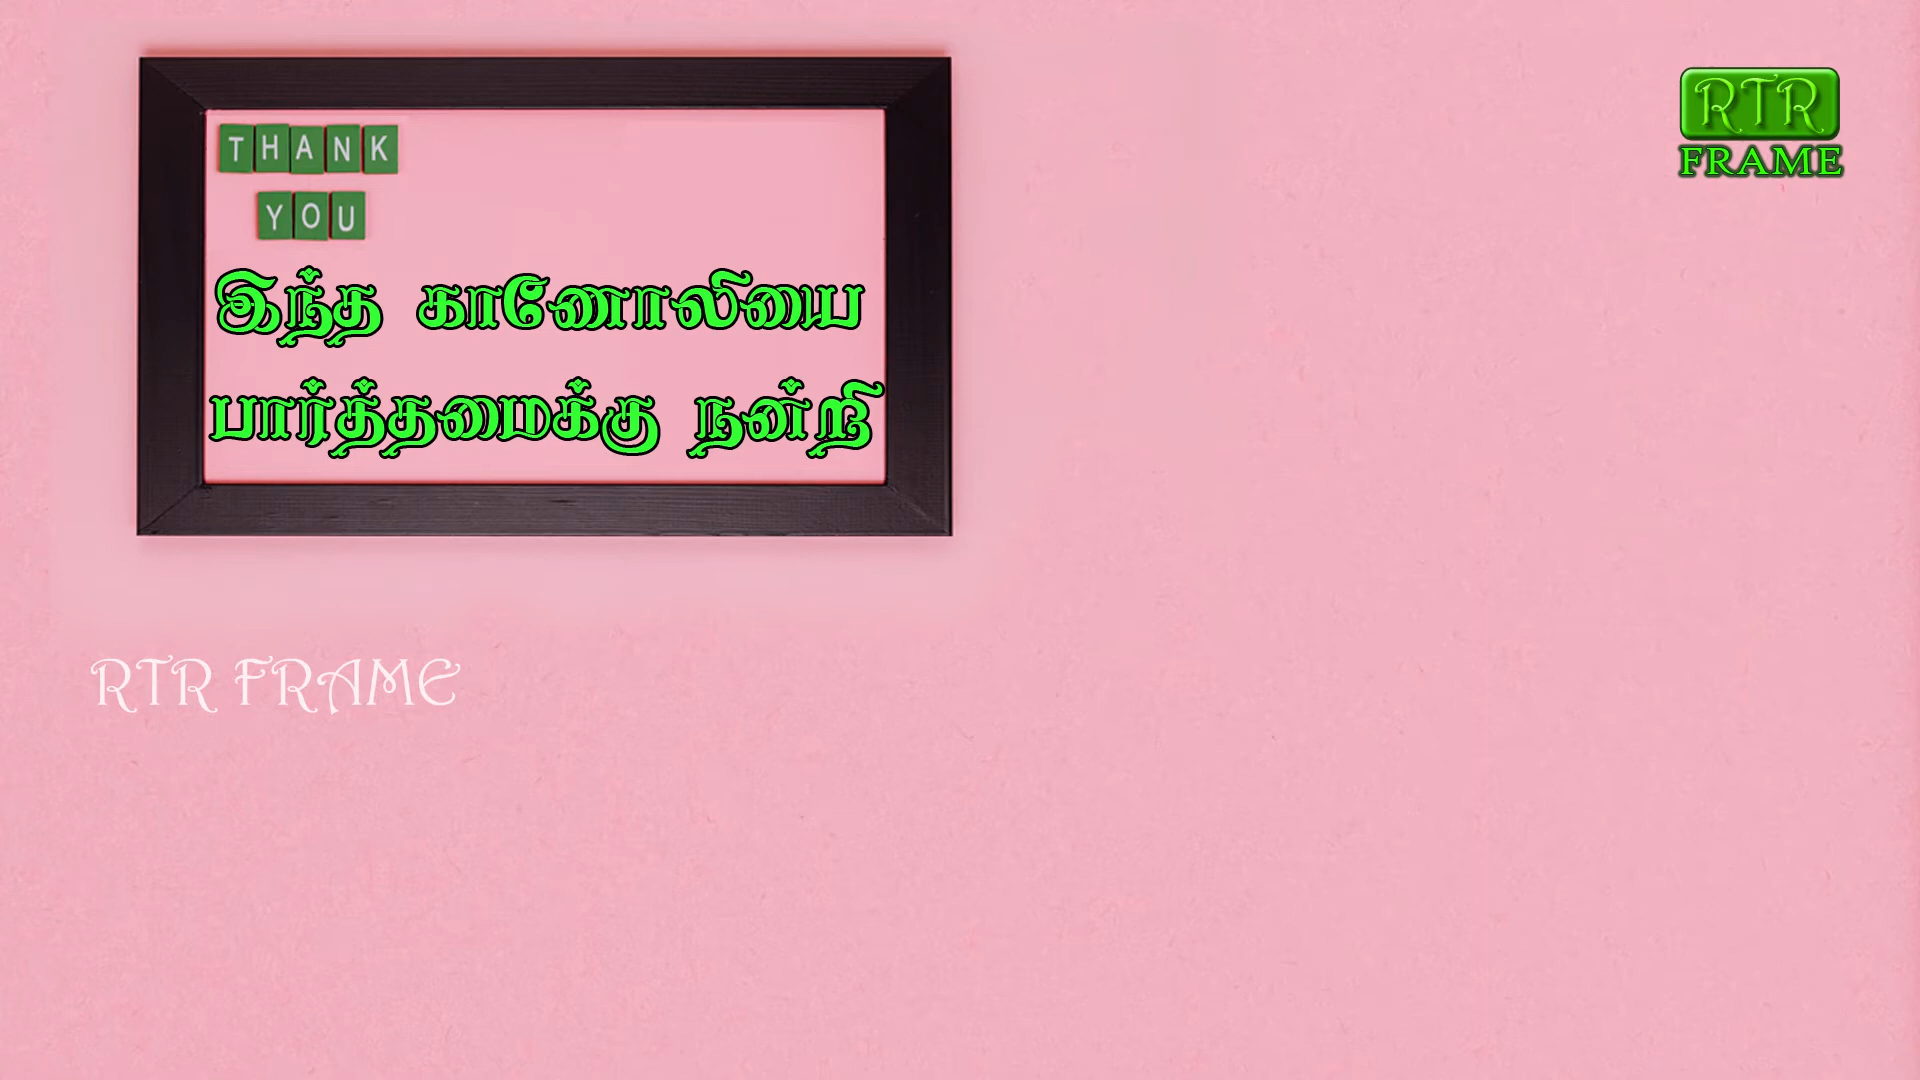 THANK
YOU
இந்த கானோலியை
பார்த்தமைக்கு நன்றி
RTR
FRAME
RTR FRAME